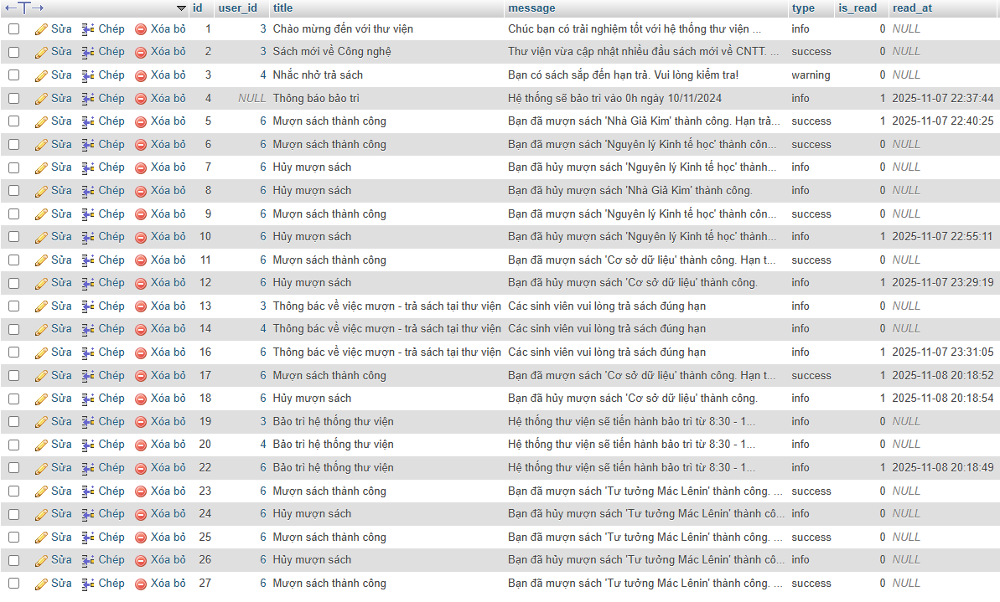 id user_id title message type is_read read_at
Sửa Chép Xóa bỏ 1 3 Chào mừng đến với thư viện Chúc bạn có trải nghiệm tốt với hệ thống thư viện ... info 0 NULL
Sửa Chép Xóa bỏ 2 3 Sách mới về Công nghệ Thư viện vừa cập nhật nhiều đầu sách mới về CNTT. ... success 0 NULL
Sửa Chép Xóa bỏ 3 4 Nhắc nhở trả sách Bạn có sách sắp đến hạn trả. Vui lòng kiểm tra! warning 0 NULL
Sửa Chép Xóa bỏ 4 NULL Thông báo bảo trì Hệ thống sẽ bảo trì vào 0h ngày 10/11/2024 info 1 2025-11-07 22:37:44
Sửa Chép Xóa bỏ 5 6 Mượn sách thành công Bạn đã mượn sách 'Nhà Giả Kim' thành công. Hạn trả... success 1 2025-11-07 22:40:25
Sửa Chép Xóa bỏ 6 6 Mượn sách thành công Bạn đã mượn sách 'Nguyên lý Kinh tế học' thành côn... success 0 NULL
Sửa Chép Xóa bỏ 7 6 Hủy mượn sách Bạn đã hủy mượn sách 'Nguyên lý Kinh tế học' thành... info 0 NULL
Sửa Chép Xóa bỏ 8 6 Hủy mượn sách Bạn đã hủy mượn sách 'Nhà Giả Kim' thành công. info 0 NULL
Sửa Chép Xóa bỏ 9 6 Mượn sách thành công Bạn đã mượn sách 'Nguyên lý Kinh tế học' thành côn... success 0 NULL
Sửa Chép Xóa bỏ 10 6 Hủy mượn sách Bạn đã hủy mượn sách 'Nguyên lý Kinh tế học' thành... info 1 2025-11-07 22:55:11
Sửa Chép Xóa bỏ 11 6 Mượn sách thành công Bạn đã mượn sách 'Cơ sở dữ liệu' thành công. Hạn t... success 0 NULL
Sửa Chép Xóa bỏ 12 6 Hủy mượn sách Bạn đã hủy mượn sách 'Cơ sở dữ liệu' thành công. info 1 2025-11-07 23:29:19
Sửa Chép Xóa bỏ 13 3 Thông bác về việc mượn - trả sách tại thư viện Các sinh viên vui lòng trả sách đúng hạn info 0 NULL
Sửa Chép Xóa bỏ 14 4 Thông bác về việc mượn - trả sách tại thư viện Các sinh viên vui lòng trả sách đúng hạn info 0 NULL
Sửa Chép Xóa bỏ 16 6 Thông bác về việc mượn - trả sách tại thư viện Các sinh viên vui lòng trả sách đúng hạn info 1 2025-11-07 23:31:05
Sửa Chép Xóa bỏ 17 6 Mượn sách thành công Bạn đã mượn sách 'Cơ sở dữ liệu' thành công. Hạn t... success 1 2025-11-08 20:18:52
Sửa Chép Xóa bỏ 18 6 Hủy mượn sách Bạn đã hủy mượn sách 'Cơ sở dữ liệu' thành công. info 1 2025-11-08 20:18:54
Sửa Chép Xóa bỏ 19 3 Bảo trì hệ thống thư viện Hệ thống thư viện sẽ tiến hành bảo trì từ 8:30 - 1... info 0 NULL
Sửa Chép Xóa bỏ 20 4 Bảo trì hệ thống thư viện Hệ thống thư viện sẽ tiến hành bảo trì từ 8:30 - 1... info 0 NULL
Sửa Chép Xóa bỏ 22 6 Bảo trì hệ thống thư viện Hệ thống thư viện sẽ tiến hành bảo trì từ 8:30 - 1... info 1 2025-11-08 20:18:49
Sửa Chép Xóa bỏ 23 6 Mượn sách thành công Bạn đã mượn sách 'Tư tưởng Mác Lênin' thành công. ... success 0 NULL
Sửa Chép Xóa bỏ 24 6 Hủy mượn sách Bạn đã hủy mượn sách 'Tư tưởng Mác Lênin' thành cô... info 0 NULL
Sửa Chép Xóa bỏ 25 6 Mượn sách thành công Bạn đã mượn sách 'Tư tưởng Mác Lênin' thành công. ... success 0 NULL
Sửa Chép Xóa bỏ 26 6 Hủy mượn sách Bạn đã hủy mượn sách 'Tư tưởng Mác Lênin' thành cô... info 0 NULL
Sửa Chép Xóa bỏ 27 6 Mượn sách thành công Bạn đã mượn sách 'Tư tưởng Mác Lênin' thành công. ... success 0 NULL